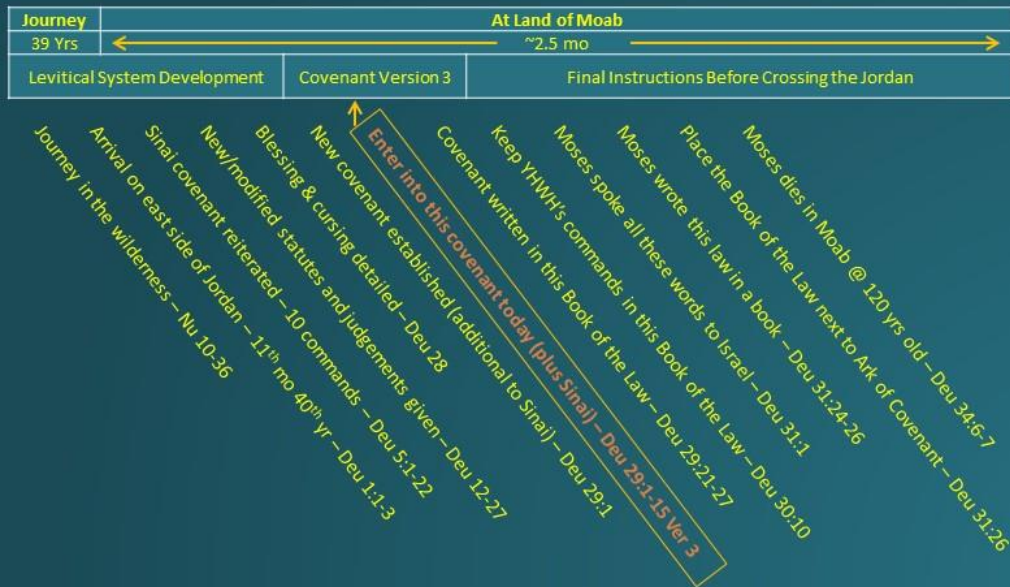 Journey
At Land of Moab
39 Yrs
~2.5 mo
Levitical System Development
Covenant Version 3
Final Instructions Before Crossing the Jordan
Journey in the wilderness – Nu 10-36
Arrival on east side of Jordan – 11th mo 40th yr – Deu 1:1-3
Sinai covenant reiterated – 10 commands – Deu 5:1-22
New/modified statutes and judgements given – Deu 12-27
Blessing & cursing detailed – Deu 28
New covenant established (additional to Sinai) – Deu 29:1
Enter into this covenant today (plus Sinai) – Deu 29:1-15 Ver 3
Covenant written in this Book of the Law – Deu 29:21-27
Keep YHWH's commands in this Book of the Law – Deu 30:10
Moses spoke all these words to Israel – Deu 31:1
Moses wrote this law in a book – Deu 31:24-26
Place the Book of the Law next to Ark of Covenant – Deu 31:26
Moses dies in Moab @ 120 yrs old – Deu 34:6-7